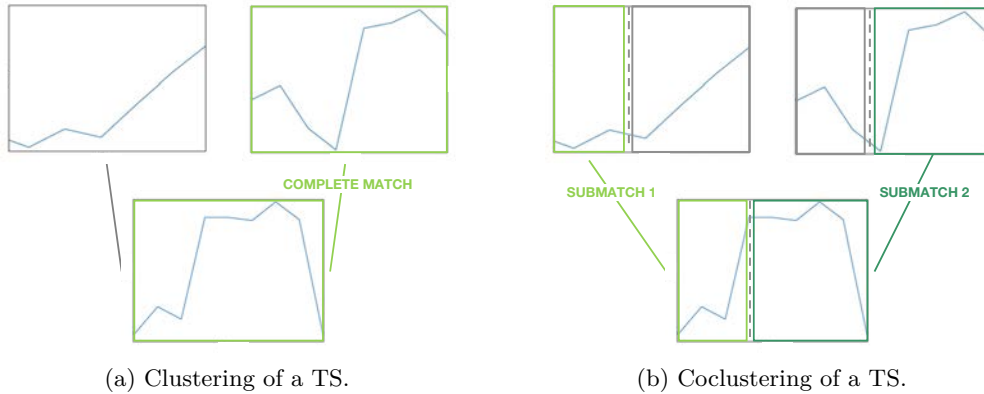 COMPLETE MATCH
SUBMATCH 1
SUBMATCH 2
(a) Clustering of a TS.
(b) Coclustering of a TS.